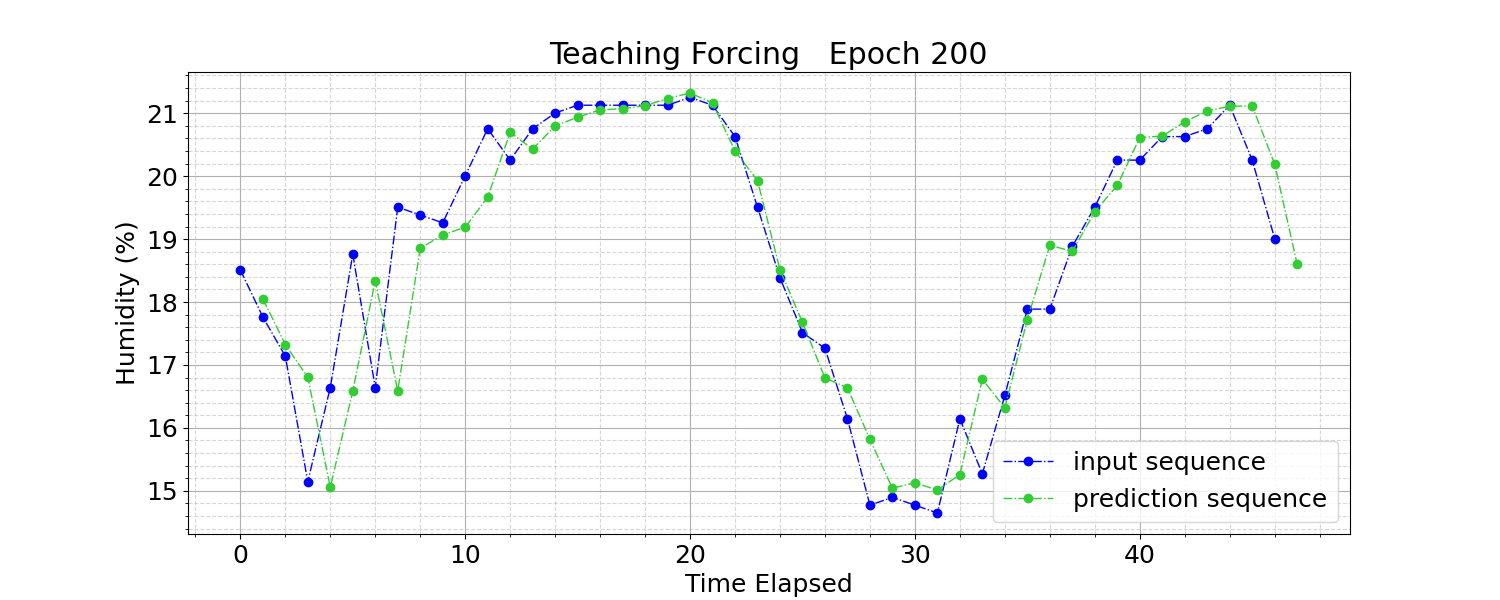 Teaching Forcing   Epoch 200
21
20
19
18
17
16
15
Humidity (%)
input sequence
prediction sequence
0 10 20 30 40
Time Elapsed